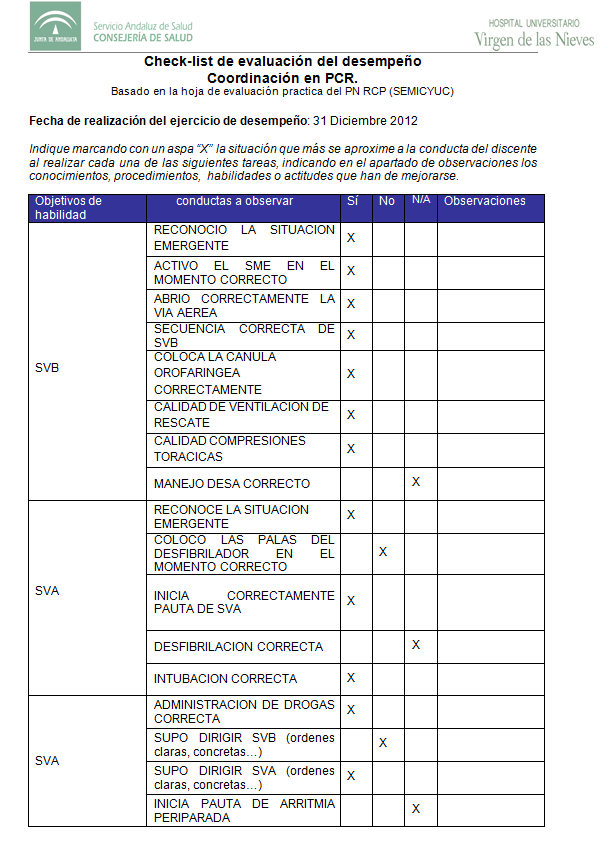 JUNTA DE ANDALUCIA
Servicio Andaluz de Salud
CONSEJERÍA DE SALUD
HOSPITAL UNIVERSITARIO
Virgen de las Nieves
Check-list de evaluación del desempeño
Coordinación en PCR.
Basado en la hoja de evaluación practica del PN RCP (SEMICYUC)
Fecha de realización del ejercicio de desempeño: 31 Diciembre 2012
Indique marcando con un aspa “X” la situación que más se aproxime a la conducta del discente
al realizar cada una de las siguientes tareas, indicando en el apartado de observaciones los
conocimientos, procedimientos, habilidades o actitudes que han de mejorarse.
Objetivos de
habilidad
conductas a observar
Sí
No
N/A
Observaciones
SVB
RECONOCIO LA SITUACION
EMERGENTE
X
ACTIVO EL SME EN EL
MOMENTO CORRECTO
X
ABRIO CORRECTAMENTE LA
VIA AEREA
X
SECUENCIA CORRECTA DE
SVB
X
COLOCA LA CANULA
OROFARINGEA
CORRECTAMENTE
X
CALIDAD DE VENTILACION DE
RESCATE
X
CALIDAD COMPRESIONES
TORACICAS
X
MANEJO DESA CORRECTO
X
SVA
RECONOCE LA SITUACION
EMERGENTE
X
COLOCO LAS PALAS DEL
DESFIBRILADOR EN EL
MOMENTO CORRECTO
X
INICIA CORRECTAMENTE
PAUTA DE SVA
X
DESFIBRILACION CORRECTA
X
INTUBACION CORRECTA
X
SVA
ADMINISTRACION DE DROGAS
CORRECTA
X
SUPO DIRIGIR SVB (ordenes
claras, concretas…)
X
SUPO DIRIGIR SVA (ordenes
claras, concretas…)
X
INICIA PAUTA DE ARRITMIA
PERIPARADA
X